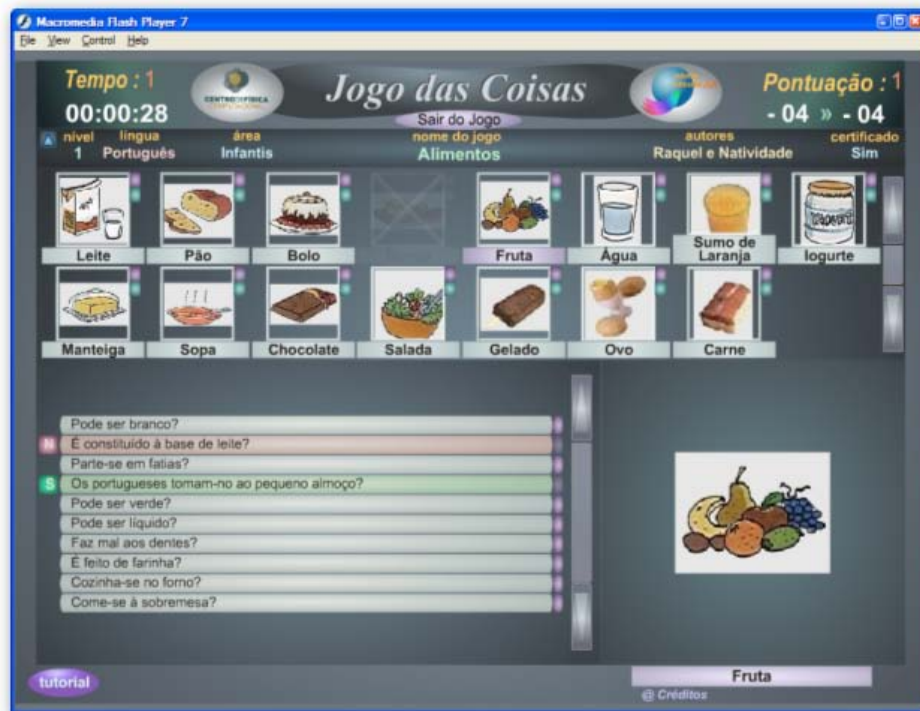 Macromedia Flash Player 7
File View Control Help
Tempo : 1
00:00:28
CENTRO DE FÍSICA
Jogo das Coisas
Sair do Jogo
Pontuação : 1
- 04 » - 04
nível língua área nome do jogo autores certificado
1 Português Infantis Alimentos Raquel e Natividade Sim
Leite Pão Bolo Fruta Água Sumo de Laranja Iogurte
Manteiga Sopa Chocolate Salada Gelado Ovo Carne
Pode ser branco?
N É constituído à base de leite?
Parte-se em fatias?
S Os portugueses tomam-no ao pequeno almoço?
Pode ser verde?
Pode ser líquido?
Faz mal aos dentes?
É feito de farinha?
Cozinha-se no forno?
Come-se à sobremesa?
tutorial
Fruta
@ Créditos